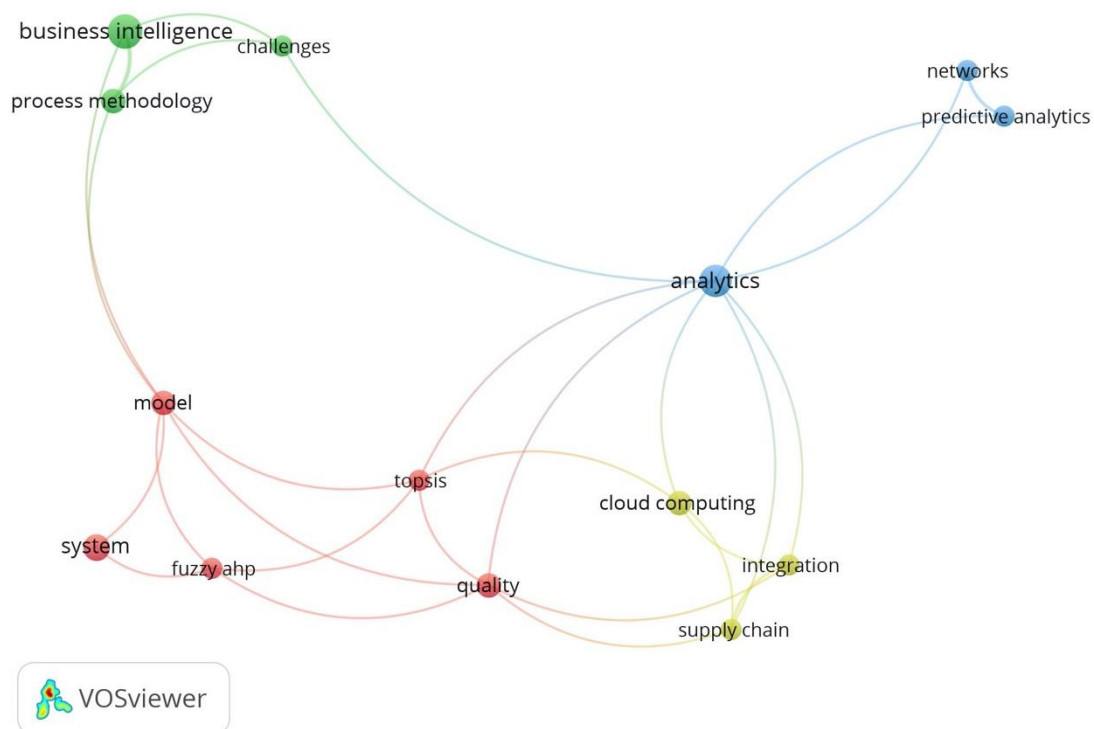 business intelligence
challenges
process methodology
networks
predictive analytics
analytics
model
topsis
cloud computing
system
fuzzy ahp
quality
integration
supply chain
VOSviewer